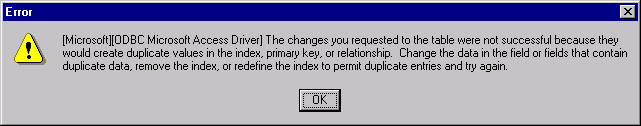 Error
[Microsoft][ODBC Microsoft Access Driver] The changes you requested to the table were not successful because they
would create duplicate values in the index, primary key, or relationship.  Change the data in the field or fields that contain
duplicate data, remove the index, or redefine the index to permit duplicate entries and try again.
OK